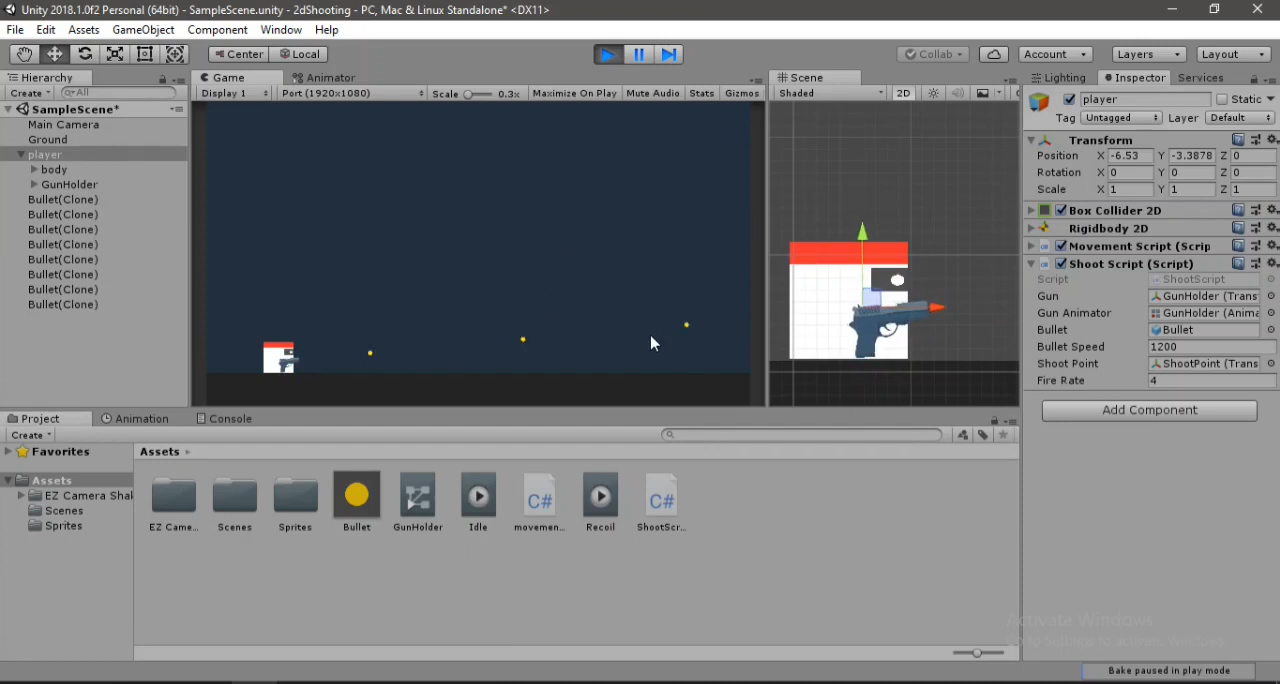 Unity 2018.1.0f2 Personal (64bit) - SampleScene.unity - 2dShooting - PC, Mac & Linux Standalone* <DX11>
File Edit Assets GameObject Component Window Help
Center Local Collab Account Layers Layout
Hierarchy Game Animator Scene Lighting Inspector Services
Create All Display 1 Port (1920x1080) Scale 0.3x Maximize On Play Mute Audio Stats Gizmos Shaded 2D player Static
SampleScene* Tag Untagged Layer Default
Main Camera
Ground Transform
player Position X -6.53 Y -3.3878 Z 0
body Rotation X 0 Y 0 Z 0
GunHolder Scale X 1 Y 1 Z 1
Bullet(Clone) Box Collider 2D
Bullet(Clone) Rigidbody 2D
Bullet(Clone) Movement Script (Scrip
Bullet(Clone) Shoot Script (Script)
Bullet(Clone) Script ShootScript
Bullet(Clone) Gun GunHolder (Trans
Bullet(Clone) Gun Animator GunHolder (Anima
Bullet(Clone) Bullet Bullet
Bullet Speed 1200
Shoot Point ShootPoint (Trans
Fire Rate 4
Add Component
Project Animation Console
Create
Favorites Assets
Assets
EZ Camera Shal
Scenes
Sprites
EZ Came... Scenes Sprites Bullet GunHolder Idle movemen... Recoil ShootScr...
Activate Windows
Go to Settings to activate Windows.
Bake paused in play mode